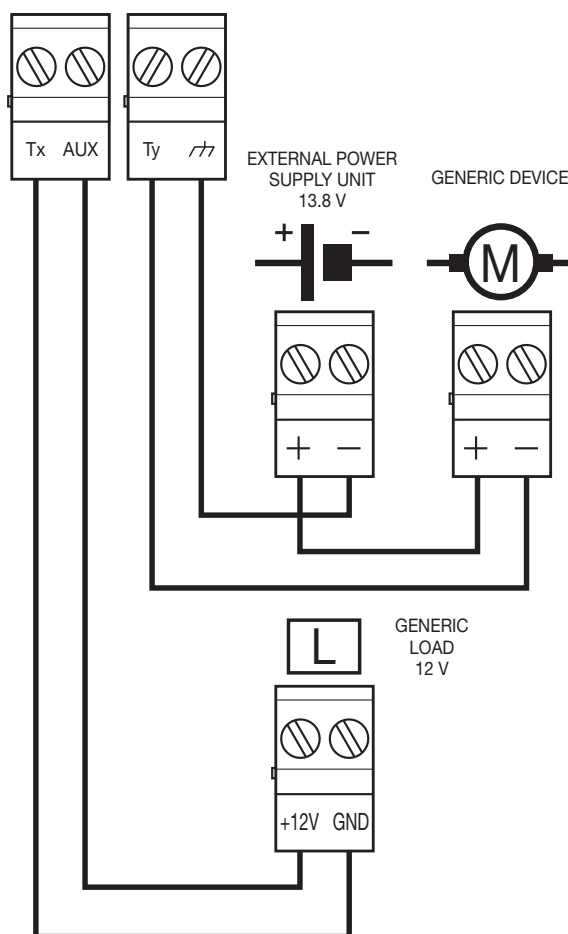 Tx AUX
Ty
EXTERNAL POWER
SUPPLY UNIT
13.8 V
GENERIC DEVICE
+ −
M
+ −
+ −
L
GENERIC
LOAD
12 V
+12V GND